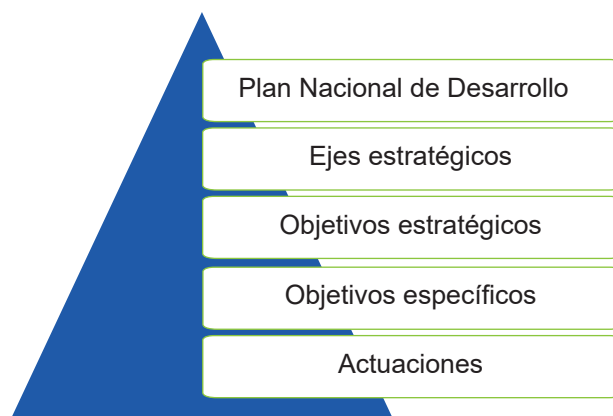 Plan Nacional de Desarrollo
Ejes estratégicos
Objetivos estratégicos
Objetivos específicos
Actuaciones